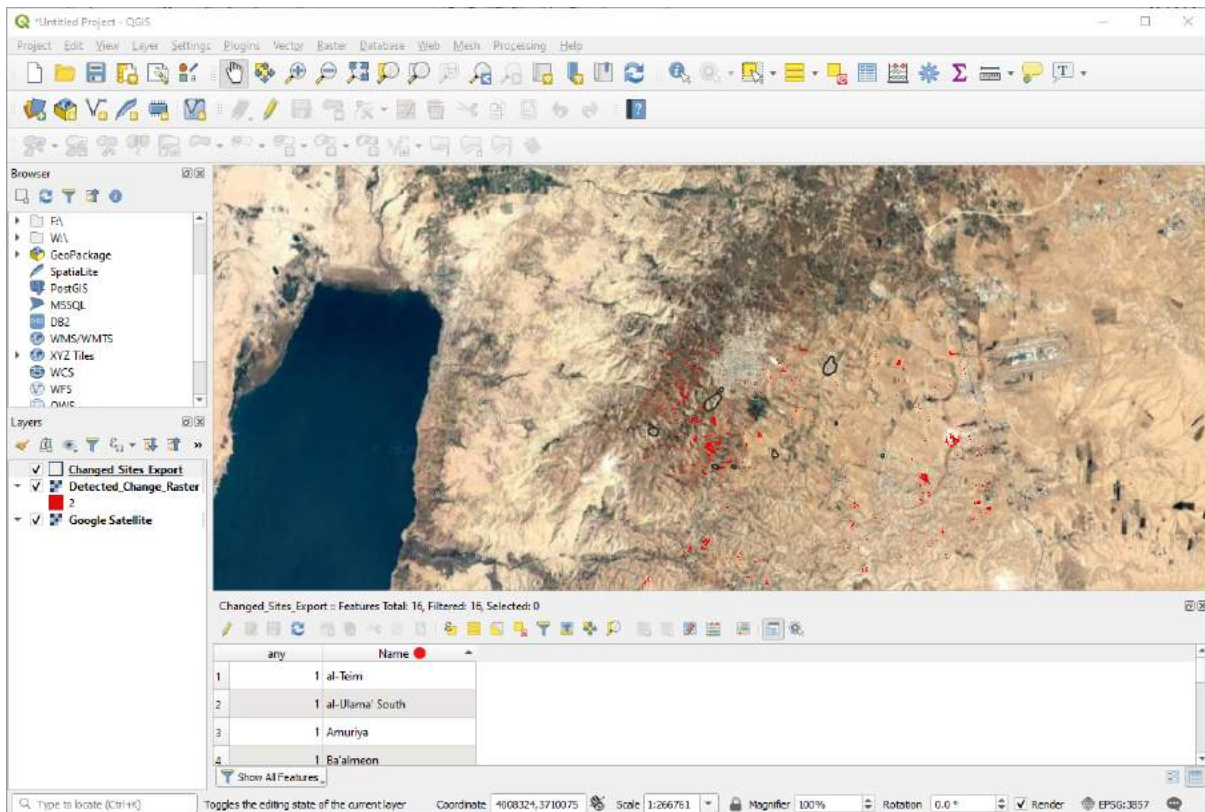 *Untitled Project - QGIS
Project Edit View Layer Settings Plugins Vector Raster Database Web Mesh Processing Help
Browser
F:\
W:\
GeoPackage
SpatiaLite
PostGIS
MSSQL
DB2
WMS/WMTS
XYZ Tiles
WCS
WFS
OWS
Layers
Changed_Sites_Export
Detected_Change_Raster
2
Google Satellite
Changed_Sites_Export :: Features Total: 16, Filtered: 16, Selected: 0
any Name
1 1 al-Teim
2 1 al-Ulama' South
3 1 Amuriya
4 1 Ba'almeon
Show All Features
Type to locate (Ctrl+K) Toggles the editing state of the current layer Coordinate 4008324,3710075 Scale 1:266761 Magnifier 100% Rotation 0.0 ° Render EPSG:3857